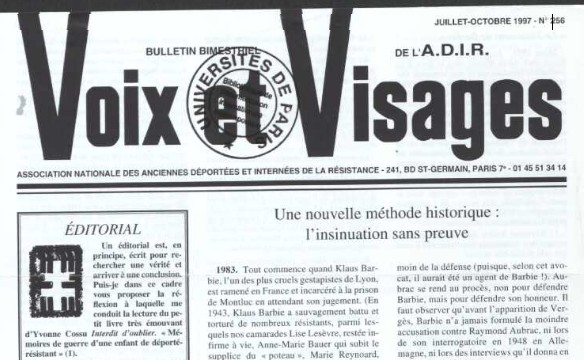 JUILLET-OCTOBRE 1997 - N° 256
BULLETIN BIMESTRIEL
DE L'A.D.I.R.
Voix et Visages
UNIVERSITÉS DE PARIS
ASSOCIATION NATIONALE DES ANCIENNES DÉPORTÉES ET INTERNÉES DE LA RÉSISTANCE - 241, BD ST-GERMAIN, PARIS 7e - 01 45 51 34 14
ÉDITORIAL
Un éditorial est, en
principe, écrit pour re-
chercher une vérité et
arriver à une conclusion.
Puis-je dans ce cadre
vous proposer la ré-
flexion à laquelle me
conduit la lecture du pe-
tit livre très émouvant
d'Yvonne Cossu Interdit d'oublier. « Mé-
moires de guerre d'une enfant de déporté-
résistant » (1).
Une nouvelle méthode historique :
l'insinuation sans preuve
1983. Tout commence quand Klaus Bar-
bie, l'un des plus cruels gestapistes de Lyon,
est ramené en France et incarcéré à la prison
de Montloc en attendant son jugement. (En
1943, Klaus Barbie a sauvagement battu et
torturé de nombreux résistants, parmi les-
quels nos camarades Lise Lesèvre, restée in-
firme à vie, Anne-Marie Bauer qui subit le
supplice du « poteau », Marie Reynoard,
moin de la défense (puisque, selon cet avo-
cat, il aurait été un agent de Barbie !). Au-
brac se rend au procès, non pour défendre
Barbie, mais pour défendre son honneur. Il
faut observer qu'avant l'apparition de Ver-
gès, Barbie n'a jamais formulé la moindre
accusation contre Raymond Aubrac, ni lors
de son interrogatoire en 1948 en Alle-
magne, ni lors des interviews qu'il donna en